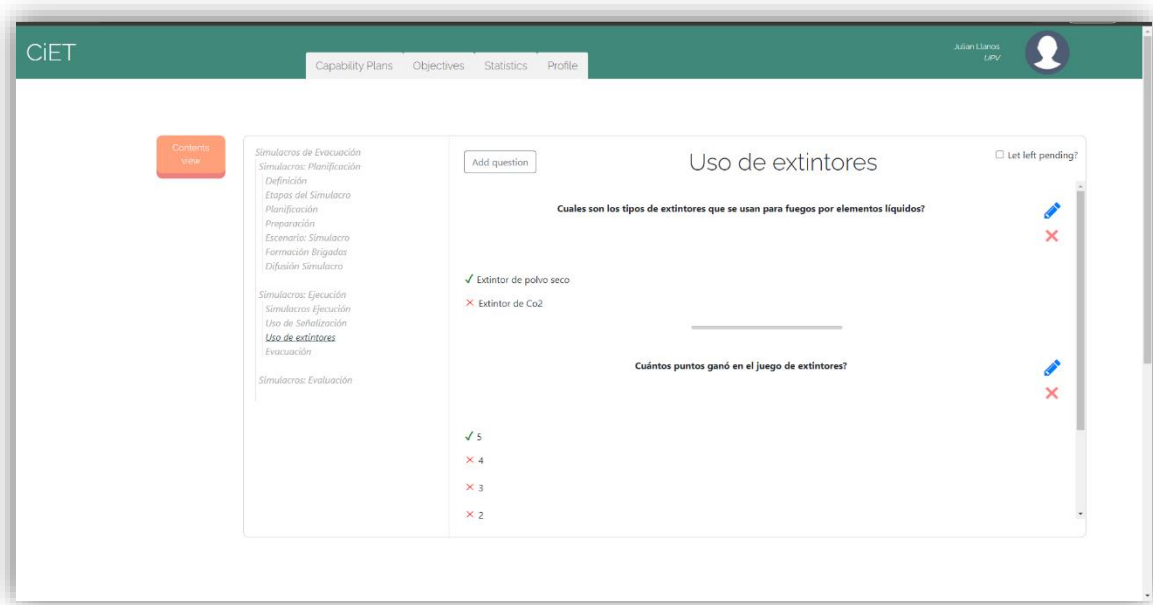 CiET
Capability Plans Objectives Statistics Profile
Julian Llanos
UPV
Contents
view
Simulacros de Evacuación
Simulacros: Planificación
Definición
Etapas del Simulacro
Planificación
Preparación
Escenario: Simulacro
Formación Brigadas
Difusión Simulacro
Simulacros: Ejecución
Simulacros Ejecución
Uso de Señalización
Uso de extintores
Evacuación
Simulacros: Evaluación
Add question
Uso de extintores
Let left pending?
Cuales son los tipos de extintores que se usan para fuegos por elementos líquidos?
Extintor de polvo seco
Extintor de Co2
Cuántos puntos ganó en el juego de extintores?
5
4
3
2